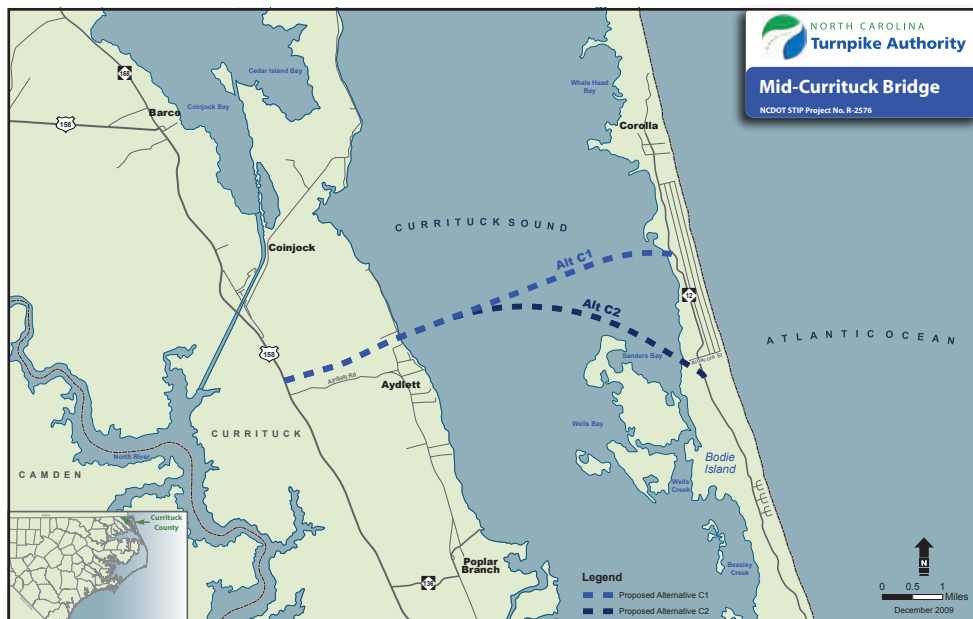 NORTH CAROLINA
Turnpike Authority
Mid-Currituck Bridge
NCDOT STIP Project No. R-2576
168
Cedar Island Bay
Whale Head
Bay
Coinjock Bay
Barco
158
Corolla
CURRITUCK SOUND
Coinjock
Alt C1
12
Alt C2
ATLANTIC OCEAN
158
Sanders Bay
Albacore St
Aydlett Rd
Aydlett
Wells Bay
CURRITUCK
North River
Bodie
Island
CAMDEN
Wells
Creek
Currituck
County
Poplar
Branch
136
Beasley
Creek
Legend
Proposed Alternative C1
Proposed Alternative C2
N
0 0.5 1
Miles
December 2009